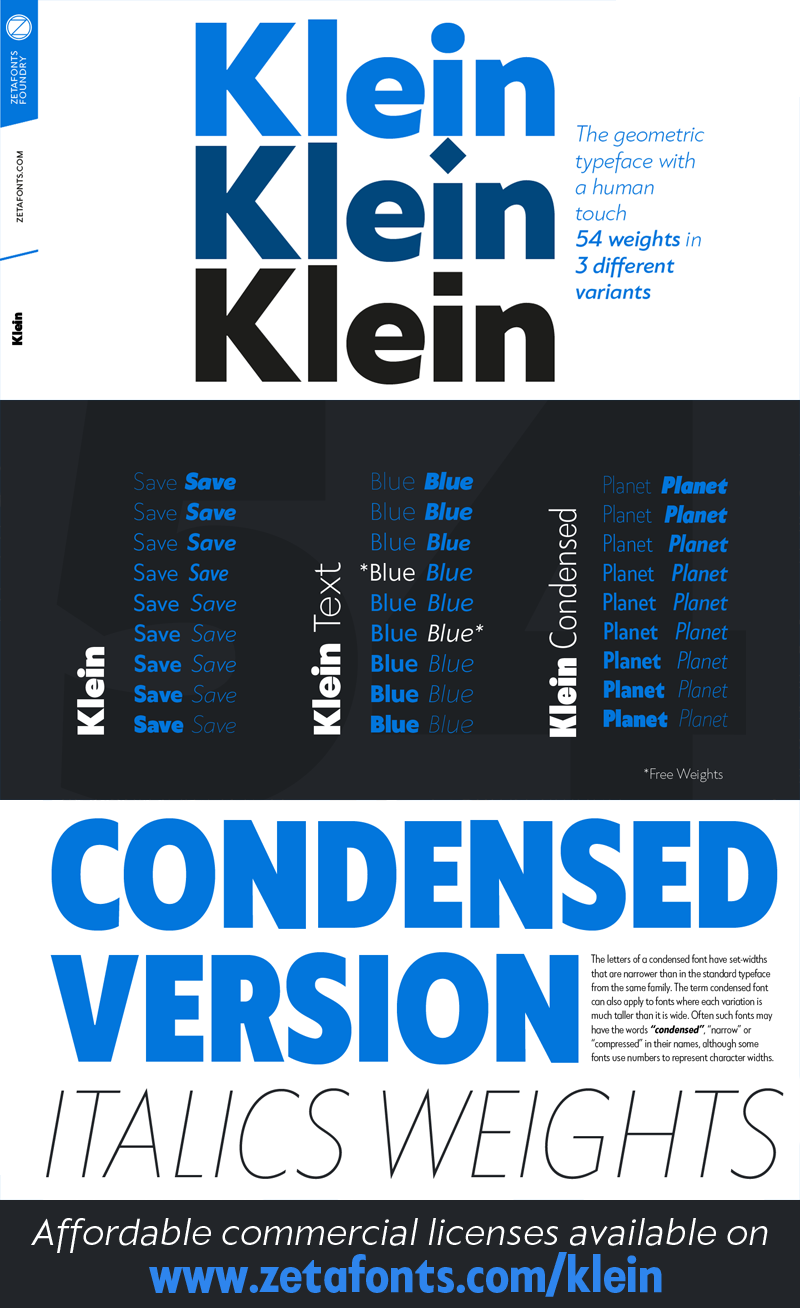 ZETAFONTS
FOUNDRY
ZETAFONTS.COM
Klein
Klein
Klein
Klein
The geometric
typeface with
a human
touch
54 weights in
3 different
variants
54
Klein
Save Save
Save Save
Save Save
Save Save
Save Save
Save Save
Save Save
Save Save
Save Save
Klein Text
Blue Blue
Blue Blue
Blue Blue
*Blue Blue
Blue Blue
Blue Blue*
Blue Blue
Blue Blue
Blue Blue
Klein Condensed
Planet Planet
Planet Planet
Planet Planet
Planet Planet
Planet Planet
Planet Planet
Planet Planet
Planet Planet
Planet Planet
*Free Weights
CONDENSED
VERSION
The letters of a condensed font have set-widths
that are narrower than in the standard typeface
from the same family. The term condensed font
can also apply to fonts where each variation is
much taller than it is wide. Often such fonts may
have the words “condensed”, “narrow” or
“compressed” in their names, although some
fonts use numbers to represent character widths.
ITALICS WEIGHTS
Affordable commercial licenses available on
www.zetafonts.com/klein